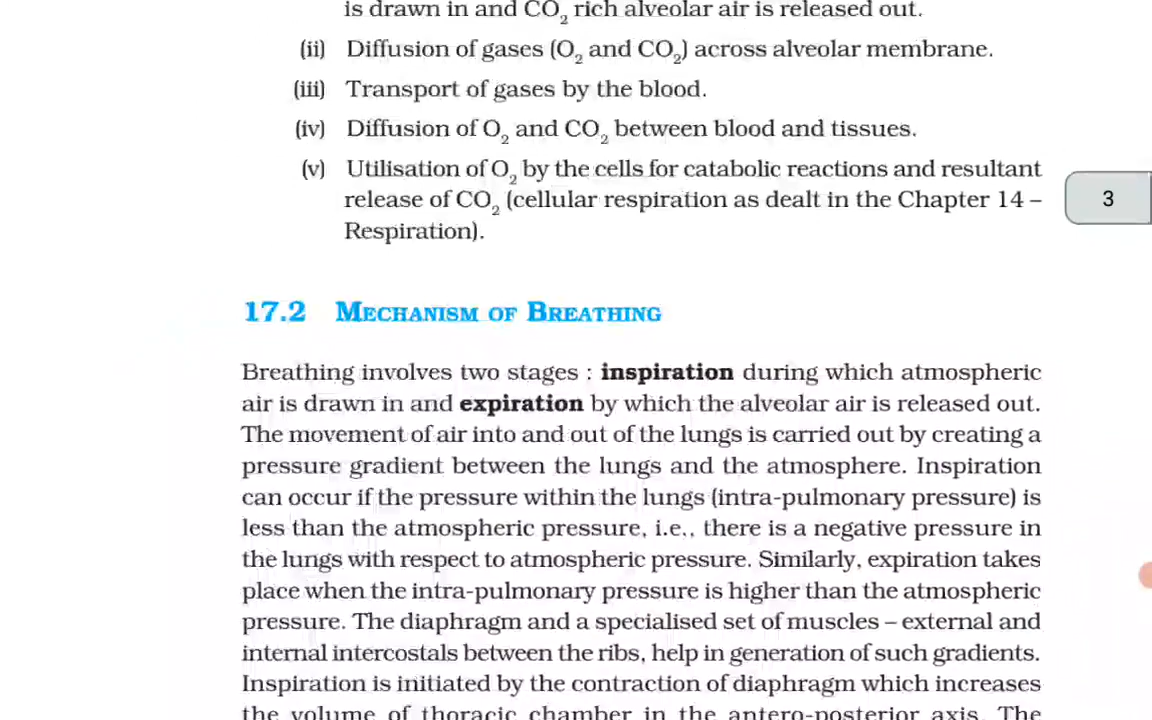 is drawn in and CO₂ rich alveolar air is released out.
(ii) Diffusion of gases (O₂ and CO₂) across alveolar membrane.
(iii) Transport of gases by the blood.
(iv) Diffusion of O₂ and CO₂ between blood and tissues.
(v) Utilisation of O₂ by the cells for catabolic reactions and resultant
release of CO₂ (cellular respiration as dealt in the Chapter 14 –
Respiration).
3
17.2 MECHANISM OF BREATHING
Breathing involves two stages : inspiration during which atmospheric
air is drawn in and expiration by which the alveolar air is released out.
The movement of air into and out of the lungs is carried out by creating a
pressure gradient between the lungs and the atmosphere. Inspiration
can occur if the pressure within the lungs (intra-pulmonary pressure) is
less than the atmospheric pressure, i.e., there is a negative pressure in
the lungs with respect to atmospheric pressure. Similarly, expiration takes
place when the intra-pulmonary pressure is higher than the atmospheric
pressure. The diaphragm and a specialised set of muscles – external and
internal intercostals between the ribs, help in generation of such gradients.
Inspiration is initiated by the contraction of diaphragm which increases
the volume of thoracic chamber in the antero-posterior axis. The